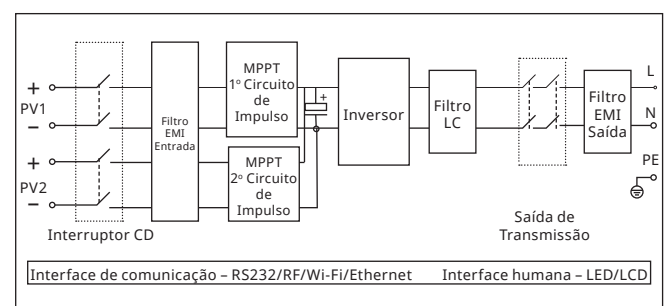 +
PV1
−
+
PV2
−
Interruptor CD
Filtro
EMI
Entrada
MPPT
1º Circuito
de
Impulso
MPPT
2º Circuito
de
Impulso
+
Inversor
Filtro
LC
Saída de
Transmissão
Filtro
EMI
Saída
L
N
PE
Interface de comunicação – RS232/RF/Wi-Fi/Ethernet Interface humana – LED/LCD